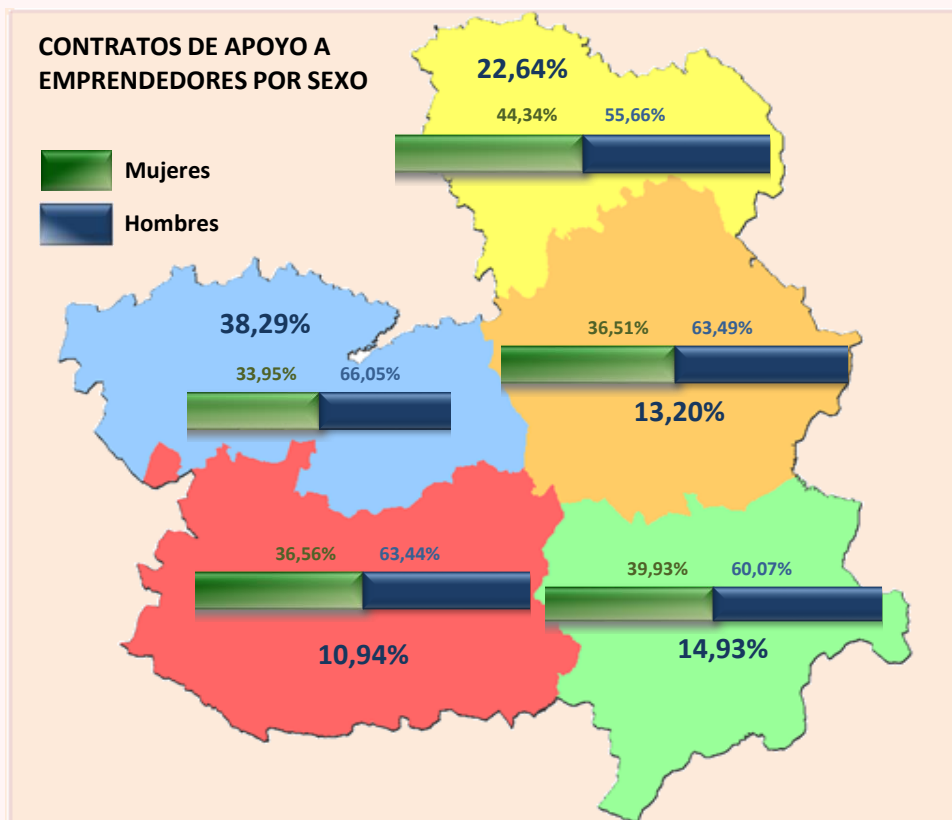 CONTRATOS DE APOYO A
EMPRENDEDORES POR SEXO
Mujeres
Hombres
22,64%
44,34% 55,66%
38,29%
33,95% 66,05%
36,51% 63,49%
13,20%
36,56% 63,44%
10,94%
39,93% 60,07%
14,93%